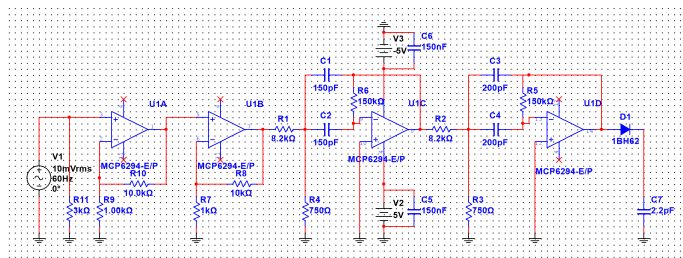 V3
-5V
C6
150nF
C1
150pF
C3
200pF
R6
150kΩ
R5
150kΩ
U1A
U1B
U1C
U1D
R1
8.2kΩ
C2
150pF
R2
8.2kΩ
C4
200pF
D1
1BH62
MCP6294-E/P
MCP6294-E/P
MCP6294-E/P
MCP6294-E/P
V1
10mVrms
60Hz
0°
R10
10.0kΩ
R8
10kΩ
R11
3kΩ
R9
1.00kΩ
R7
1kΩ
R4
750Ω
V2
5V
C5
150nF
R3
750Ω
C7
2.2pF